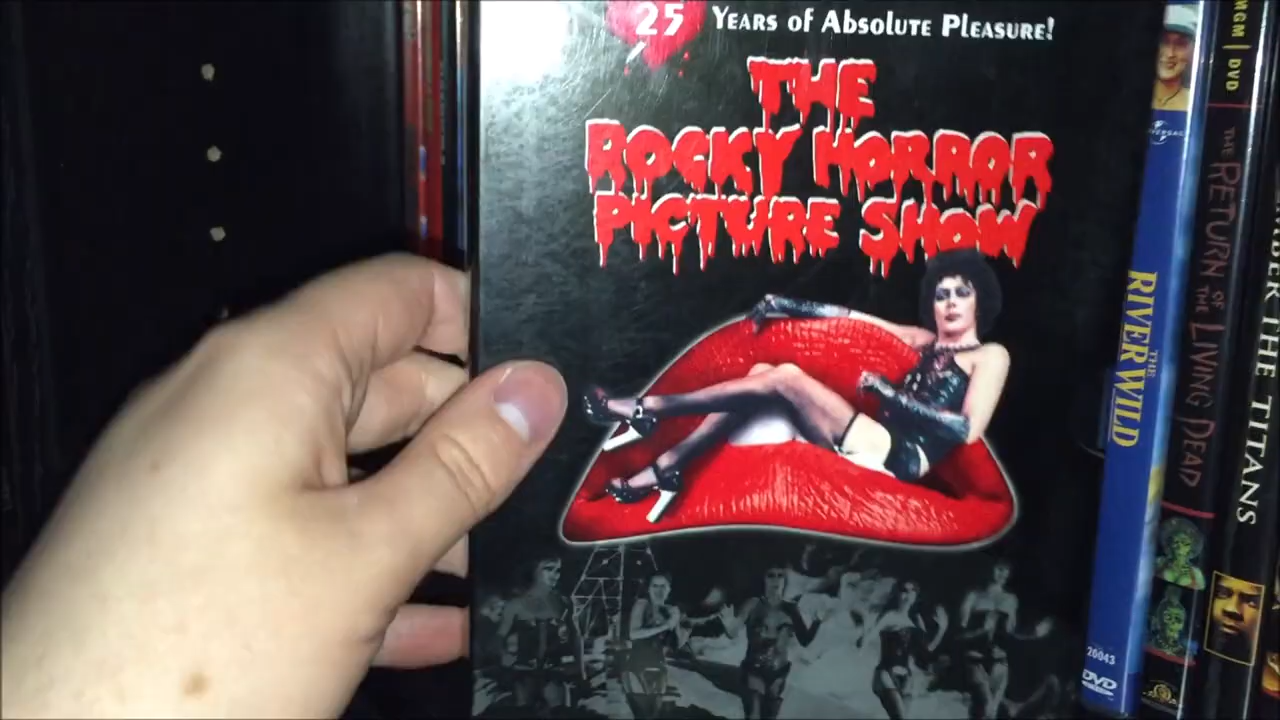 25 YEARS OF ABSOLUTE PLEASURE!
THE
ROCKY HORROR
PICTURE SHOW
THE
RIVER WILD
20043
DVD
MGM | DVD
THE RETURN OF THE LIVING DEAD
THE TITANS